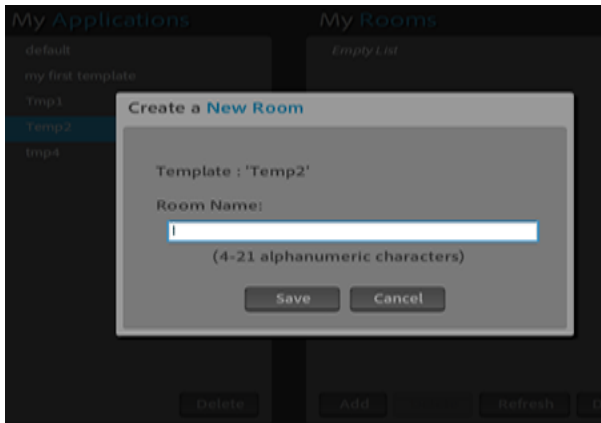 My Applications
My Rooms
default
Empty List
my first template
Tmp1
Create a New Room
Temp2
tmp4
Template : 'Temp2'
Room Name:
(4-21 alphanumeric characters)
Save
Cancel
Delete
Add
Refresh